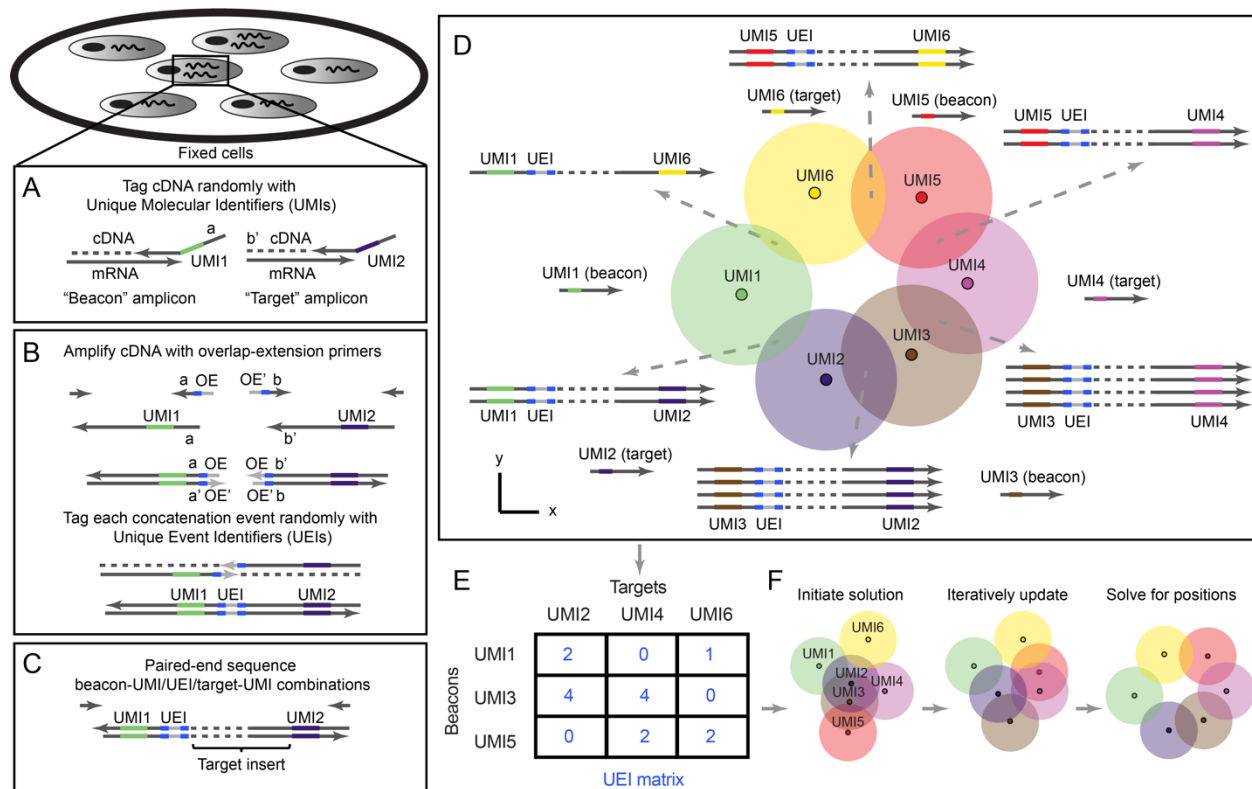 Fixed cells
A
Tag cDNA randomly with
Unique Molecular Identifiers (UMIs)
a
b’
cDNA
cDNA
mRNA
UMI1
mRNA
UMI2
“Beacon” amplicon
“Target” amplicon
B
Amplify cDNA with overlap-extension primers
a OE
OE’ b
UMI1
UMI2
a
b’
a OE
OE b’
a’ OE’
OE’ b
Tag each concatenation event randomly with
Unique Event Identifiers (UEIs)
UMI1 UEI UMI2
C
Paired-end sequence
beacon-UMI/UEI/target-UMI combinations
UMI1 UEI UMI2
Target insert
D
UMI5 UEI UMI6
UMI6
(target)
UMI5
(beacon)
UMI5 UEI UMI4
UMI1 UEI UMI6
UMI6
UMI5
UMI1 (beacon)
UMI1
UMI4
UMI4 (target)
UMI3
UMI2
UMI1 UEI UMI2
UMI3 UEI UMI4
UMI2 (target)
UMI3 (beacon)
y
x
UMI3 UEI UMI2
E
Targets
UMI2 UMI4 UMI6
Beacons
UMI1 2 0 1
UMI3 4 4 0
UMI5 0 2 2
UEI matrix
F
Initiate solution
Iteratively update
Solve for positions
UMI6
UMI1
UMI2
UMI4
UMI3
UMI5